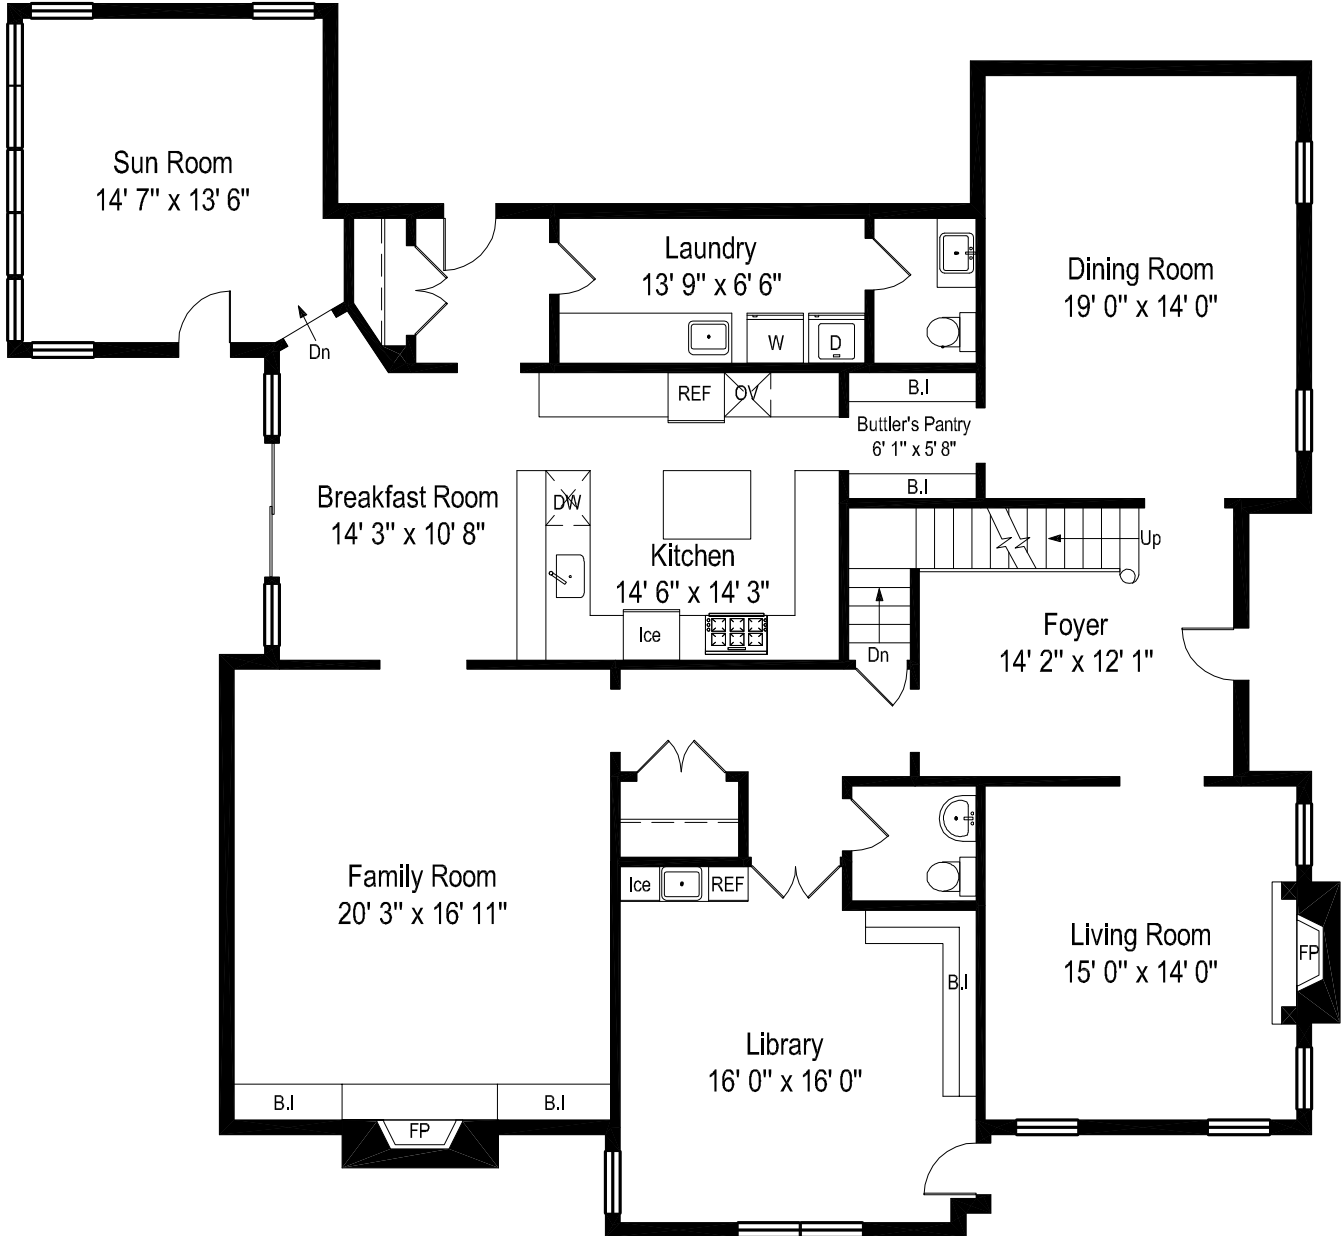 Sun Room
14' 7" x 13' 6"
Dn
Laundry
13' 9" x 6' 6"
W
D
Dining Room
19' 0" x 14' 0"
REF
OV
B.I
Buttler's Pantry
6' 1" x 5' 8"
B.I
Breakfast Room
14' 3" x 10' 8"
DW
Kitchen
14' 6" x 14' 3"
Ice
Up
Dn
Foyer
14' 2" x 12' 1"
Family Room
20' 3" x 16' 11"
B.I
FP
B.I
Ice
REF
Library
16' 0" x 16' 0"
B.I
Living Room
15' 0" x 14' 0"
FP